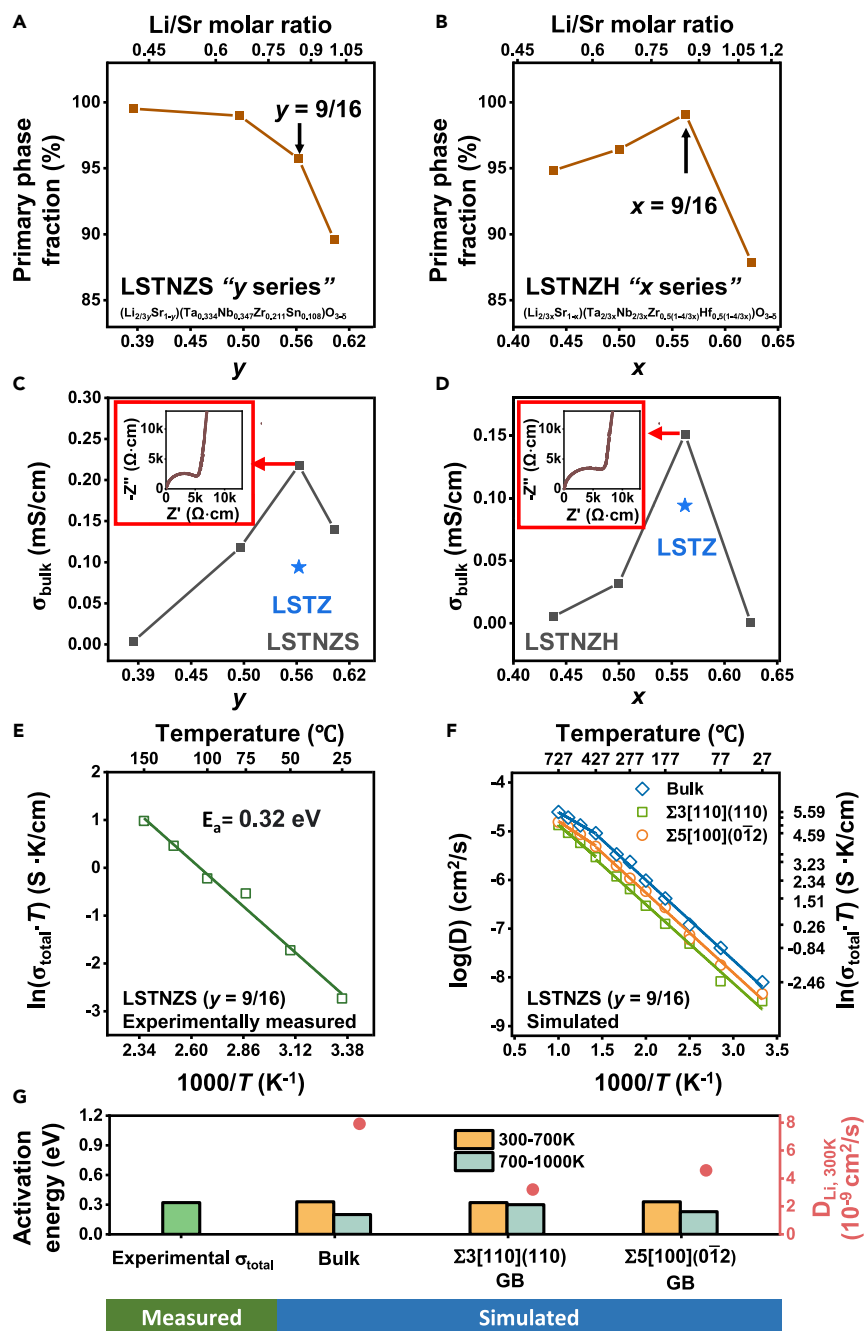 A
Li/Sr molar ratio
0.45 0.6 0.75 0.9 1.05
100
95
90
85
Primary phase
fraction (%)
y = 9/16
LSTNZS “y series”
(Li2/3ySr1-y)(Ta0.334Nb0.347Zr0.211Sn0.108)O3-δ
0.39 0.50 0.56 0.62
y
B
Li/Sr molar ratio
0.45 0.6 0.75 0.9 1.05 1.2
100
95
90
85
Primary phase
fraction (%)
x = 9/16
LSTNZH “x series”
(Li2/3xSr1-x)(Ta2/3xNb2/3xZr0.5(1-4/3x)Hf0.5(1-4/3x)O3-δ
0.40 0.45 0.50 0.55 0.60 0.65
x
C
0.30
0.25
0.20
0.15
0.10
0.05
0.00
σbulk (mS/cm)
10k
5k
0
-Z" (Ω·cm)
0 5k 10k
Z' (Ω·cm)
LSTZ
LSTNZS
0.39 0.50 0.56 0.62
y
D
0.15
0.10
0.05
0.00
σbulk (mS/cm)
10k
5k
0
-Z" (Ω·cm)
0 5k 10k
Z' (Ω·cm)
LSTZ
LSTNZH
0.40 0.45 0.50 0.55 0.60 0.65
x
E
Temperature (℃)
150 100 75 50 25
2
1
0
-1
-2
-3
ln(σtotal·T) (S·K/cm)
Ea= 0.32 eV
LSTNZS (y = 9/16)
Experimentally measured
2.34 2.60 2.86 3.12 3.38
1000/T (K-1)
F
Temperature (℃)
727 427 277 177 77 27
-4
-5
-6
-7
-8
-9
log(D) (cm2/s)
Bulk
Σ3[110](1̄10)
Σ5[100](01̄2)
5.59
4.59
3.23
2.34
1.51
0.26
-0.84
-2.46
ln(σtotal·T) (S·K/cm)
LSTNZS (y = 9/16)
Simulated
0.5 1.0 1.5 2.0 2.5 3.0 3.5
1000/T (K-1)
G
1.2
0.9
0.6
0.3
0.0
Activation
energy (eV)
300-700K
700-1000K
8
6
4
2
0
DLi, 300K
(10-9 cm2/s)
Experimental σtotal
Bulk
Σ3[110](1̄10)
GB
Σ5[100](01̄2)
GB
Measured
Simulated